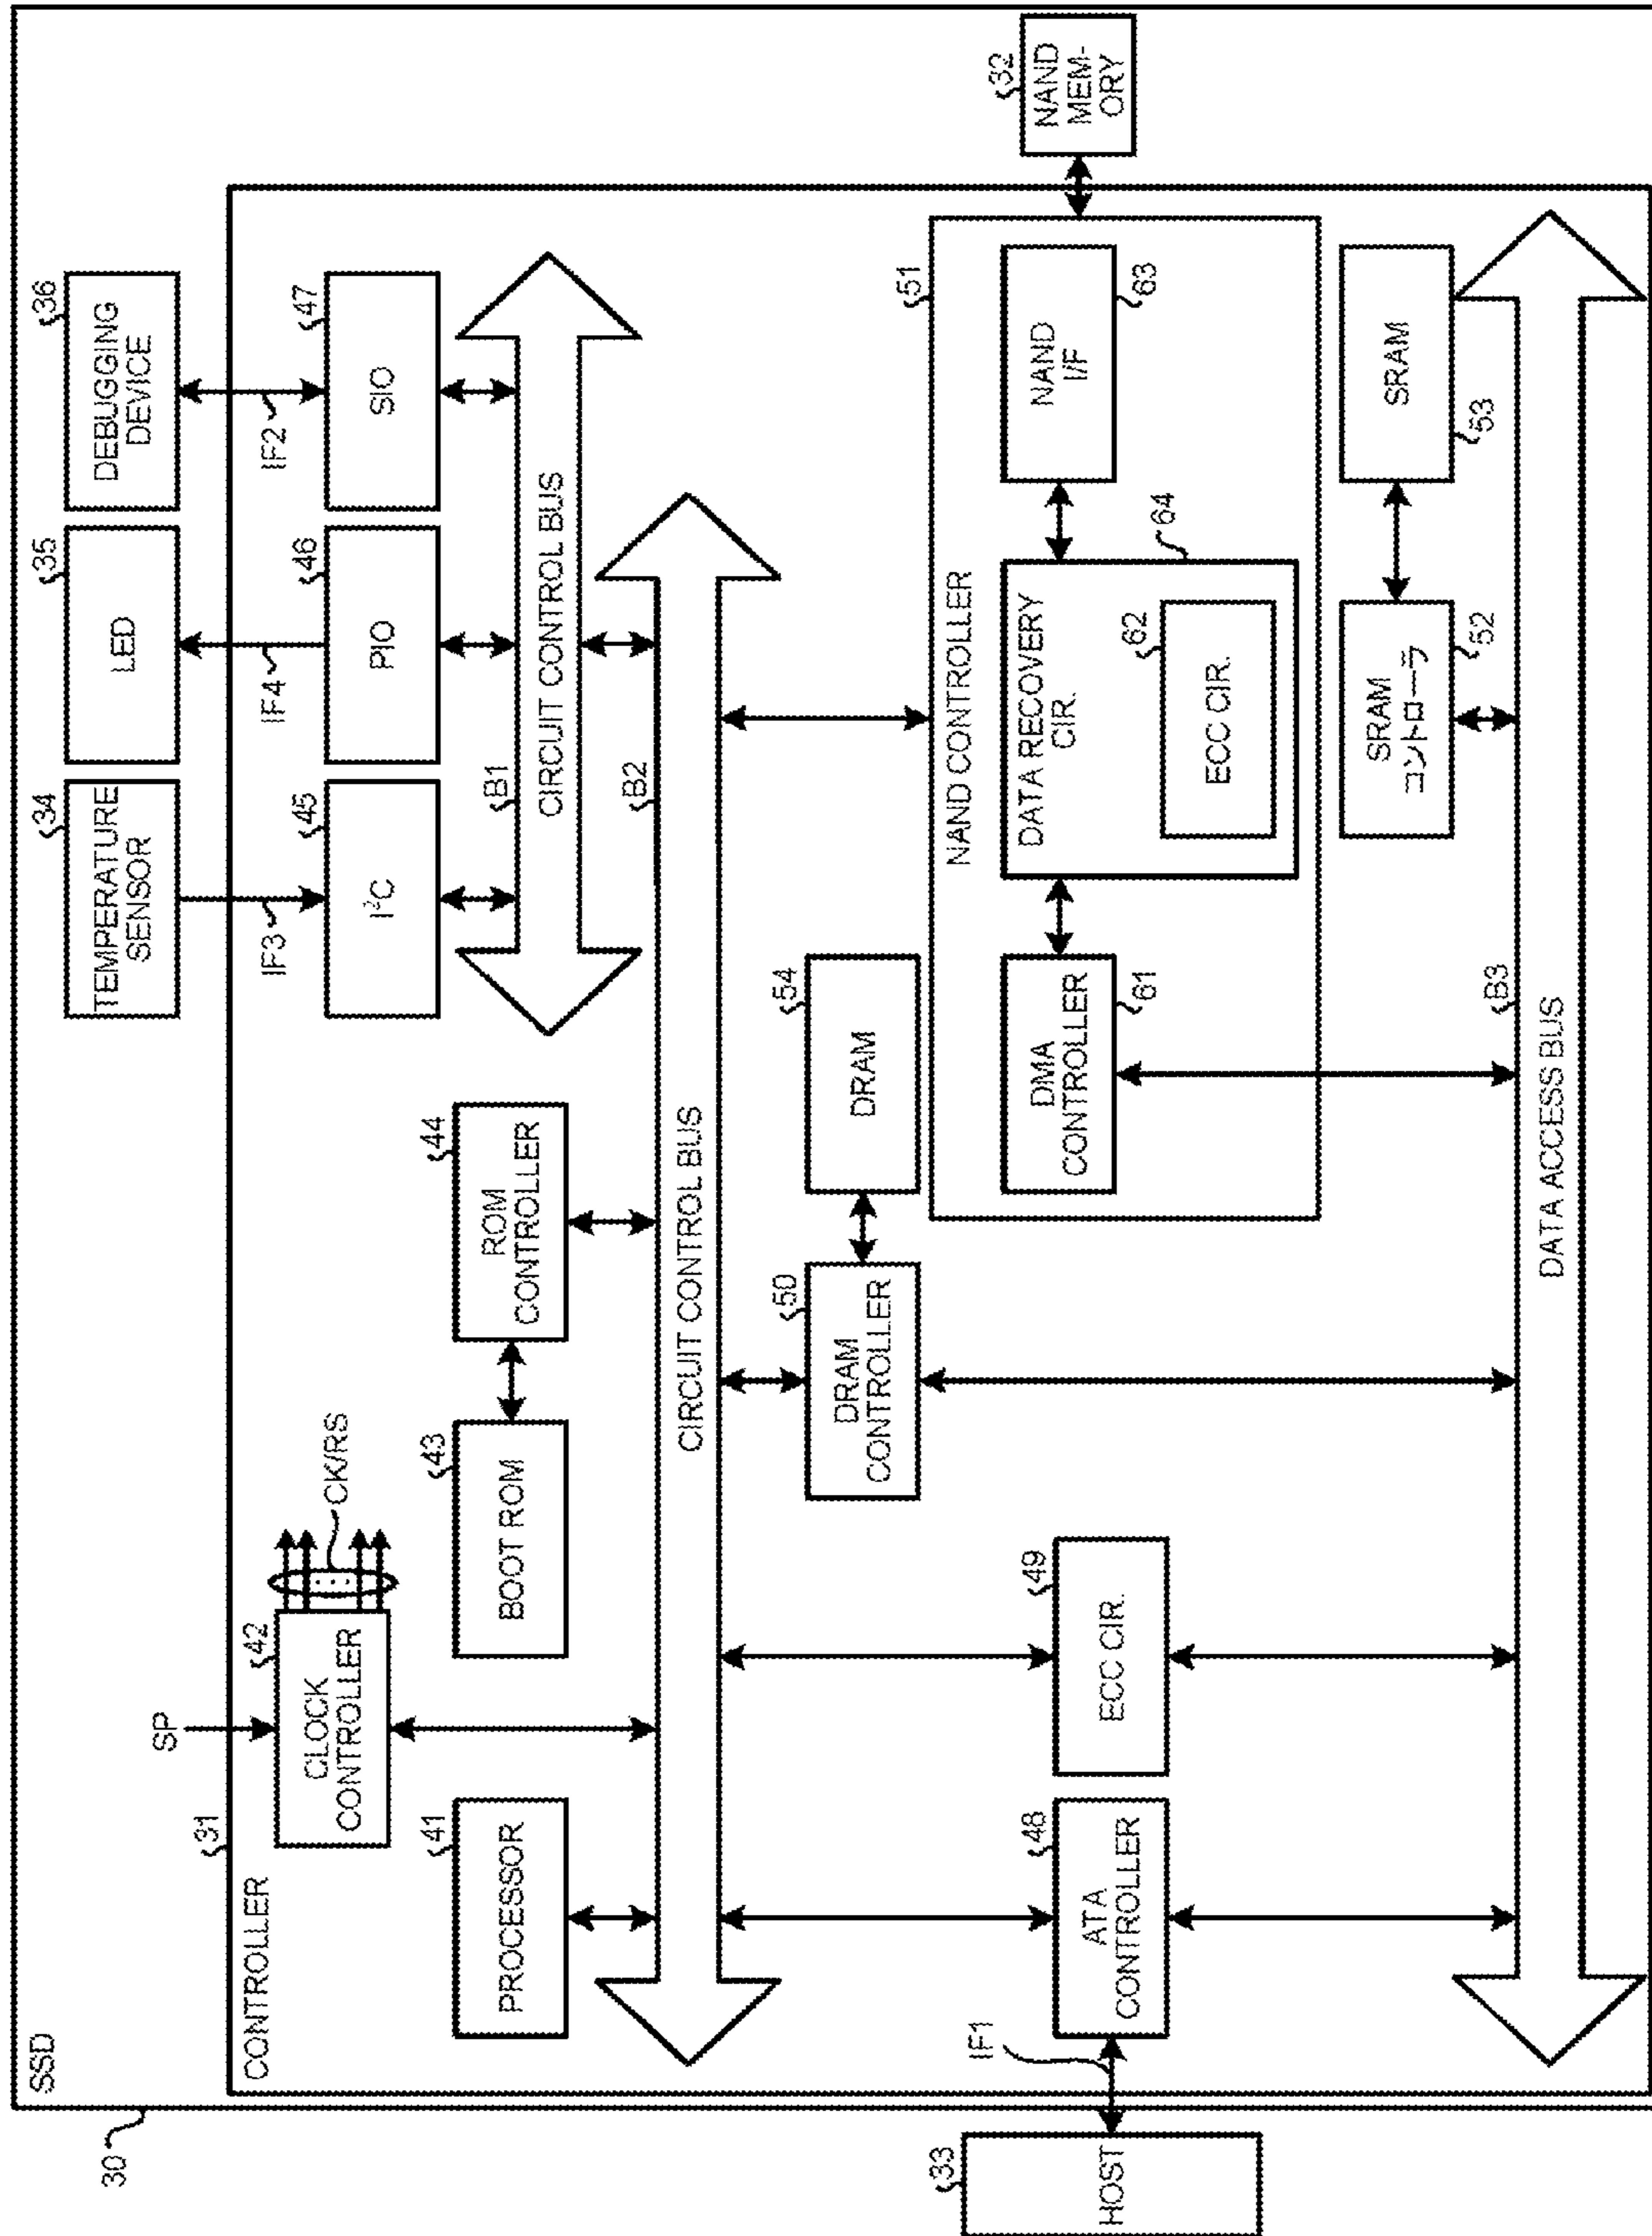 SSD
30
CONTROLLER
31
34
TEMPERATURE
SENSOR
35
LED
36
DEBUGGING
DEVICE
SP
IF3
IF4
IF2
42
CLOCK
CONTROLLER
CK/RS
45
I²C
46
PIO
47
SIO
41
PROCESSOR
43
BOOT ROM
44
ROM
CONTROLLER
B1
CIRCUIT CONTROL BUS
B2
CIRCUIT CONTROL BUS
50
DRAM
CONTROLLER
54
DRAM
51
NAND CONTROLLER
33
HOST
IF1
48
ATA
CONTROLLER
49
ECC CIR.
DMA
CONTROLLER
61
DATA RECOVERY
CIR.
64
62
ECC CIR.
NAND
I/F
63
32
NAND
MEM-
ORY
SRAM
コントローラ
52
SRAM
53
B3
DATA ACCESS BUS